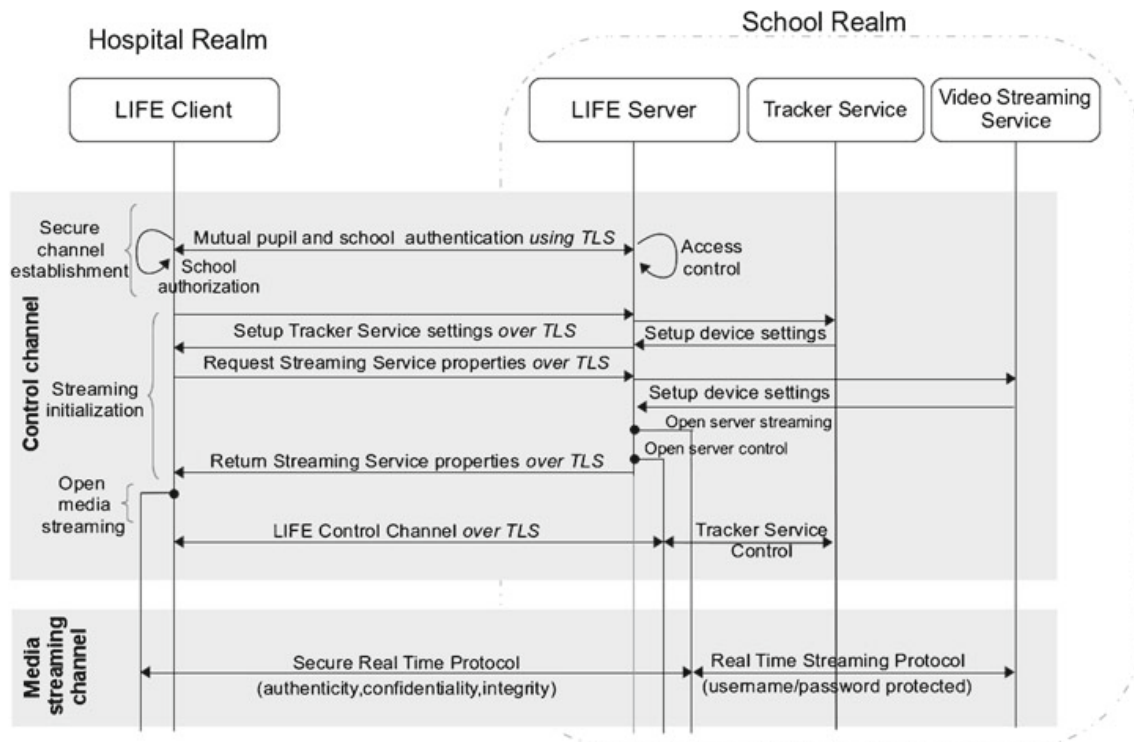 Hospital Realm
School Realm
LIFE Client
LIFE Server
Tracker Service
Video Streaming
Service
Secure
channel
establishment
Mutual pupil and school authentication using TLS
School
authorization
Access
control
Control channel
Setup Tracker Service settings over TLS
Setup device settings
Request Streaming Service properties over TLS
Streaming
initialization
Setup device settings
Open server streaming
Open server control
Return Streaming Service properties over TLS
Open
media
streaming
LIFE Control Channel over TLS
Tracker Service
Control
Media
streaming
channel
Secure Real Time Protocol
(authenticity,confidentiality,integrity)
Real Time Streaming Protocol
(username/password protected)